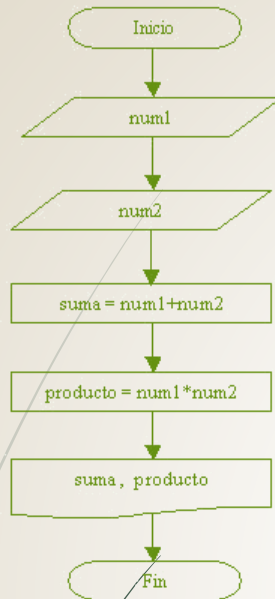 Inicio
num1
num2
suma = num1+num2
producto = num1*num2
suma , producto
Fin